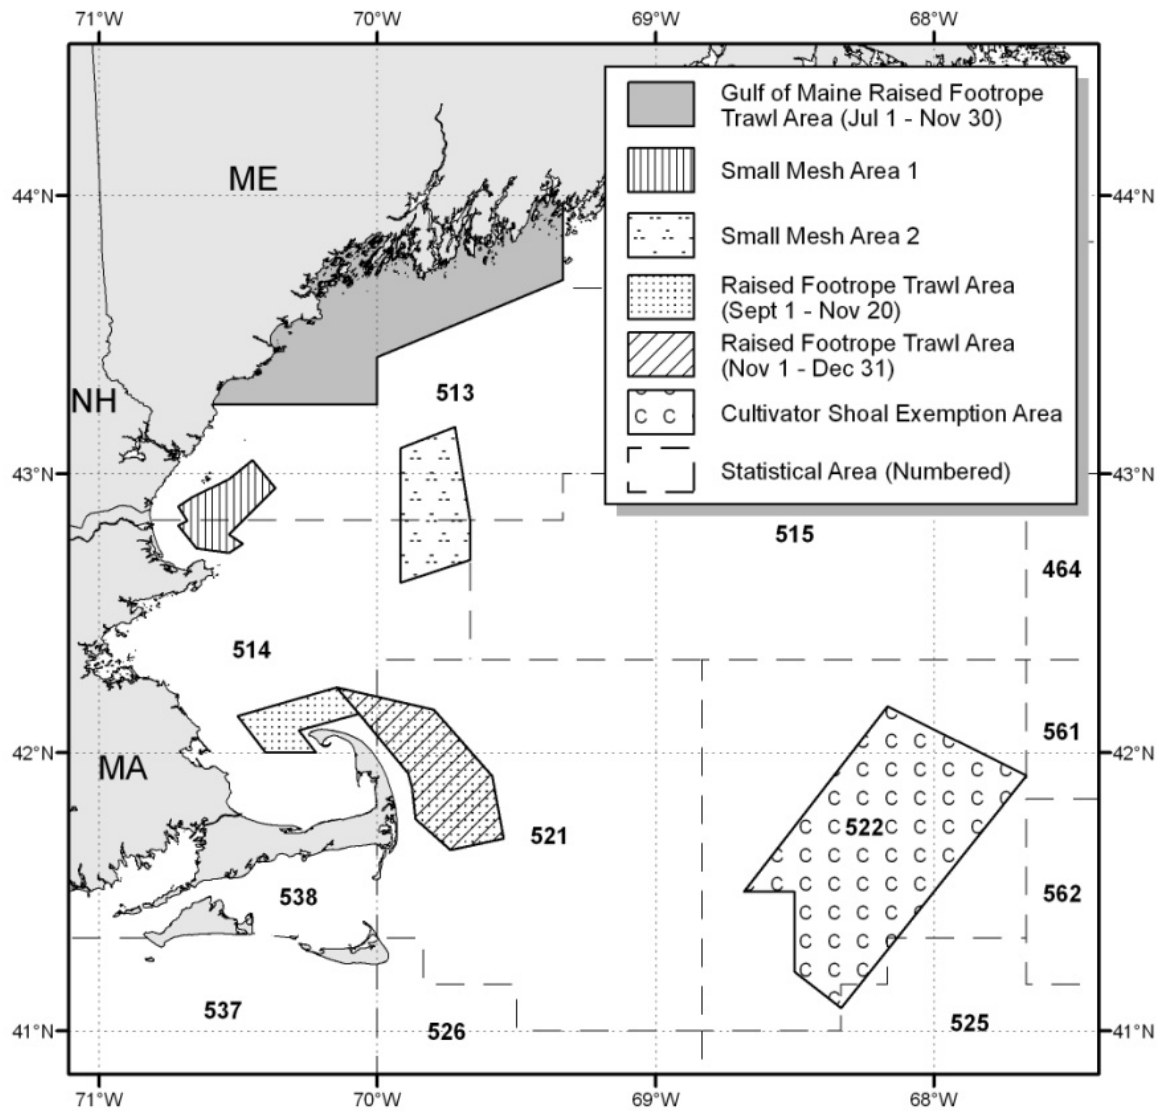 71°W 70°W 69°W 68°W
Gulf of Maine Raised Footrope
Trawl Area (Jul 1 - Nov 30)
Small Mesh Area 1
ME
44°N 44°N
Small Mesh Area 2
Raised Footrope Trawl Area
(Sept 1 - Nov 20)
Raised Footrope Trawl Area
(Nov 1 - Dec 31)
NH
513
C C
Cultivator Shoal Exemption Area
43°N
Statistical Area (Numbered)
43°N
515
464
514
561
42°N 42°N
MA
522
521
538
562
537
526
525
41°N 41°N
71°W 70°W 69°W 68°W